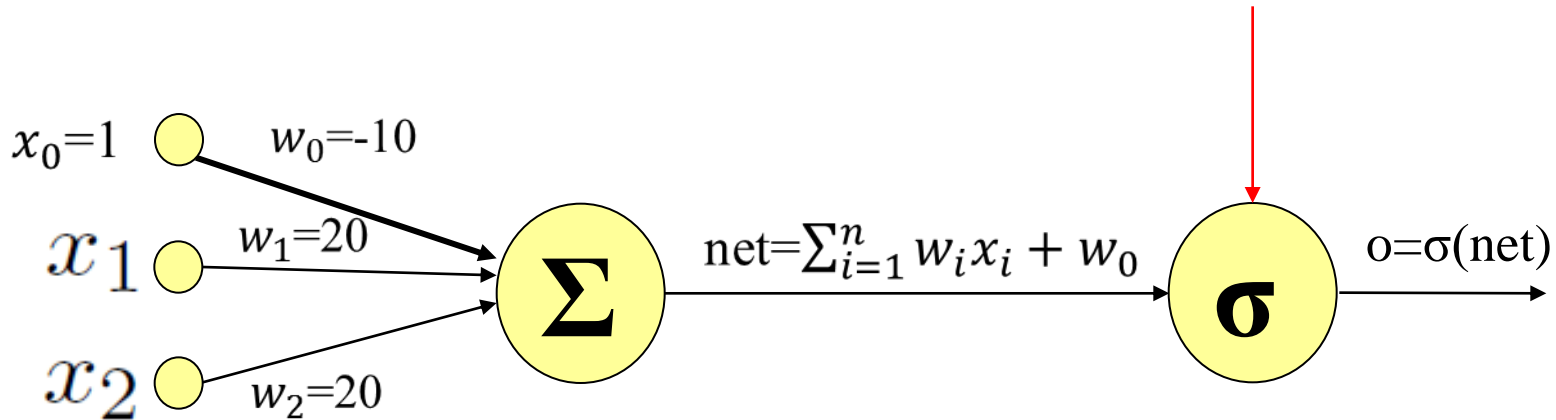 x₀=1
w₀=-10
x₁
w₁=20
x₂
w₂=20
Σ
net=∑ⁿᵢ₌₁ wᵢxᵢ + w₀
σ
o=σ(net)